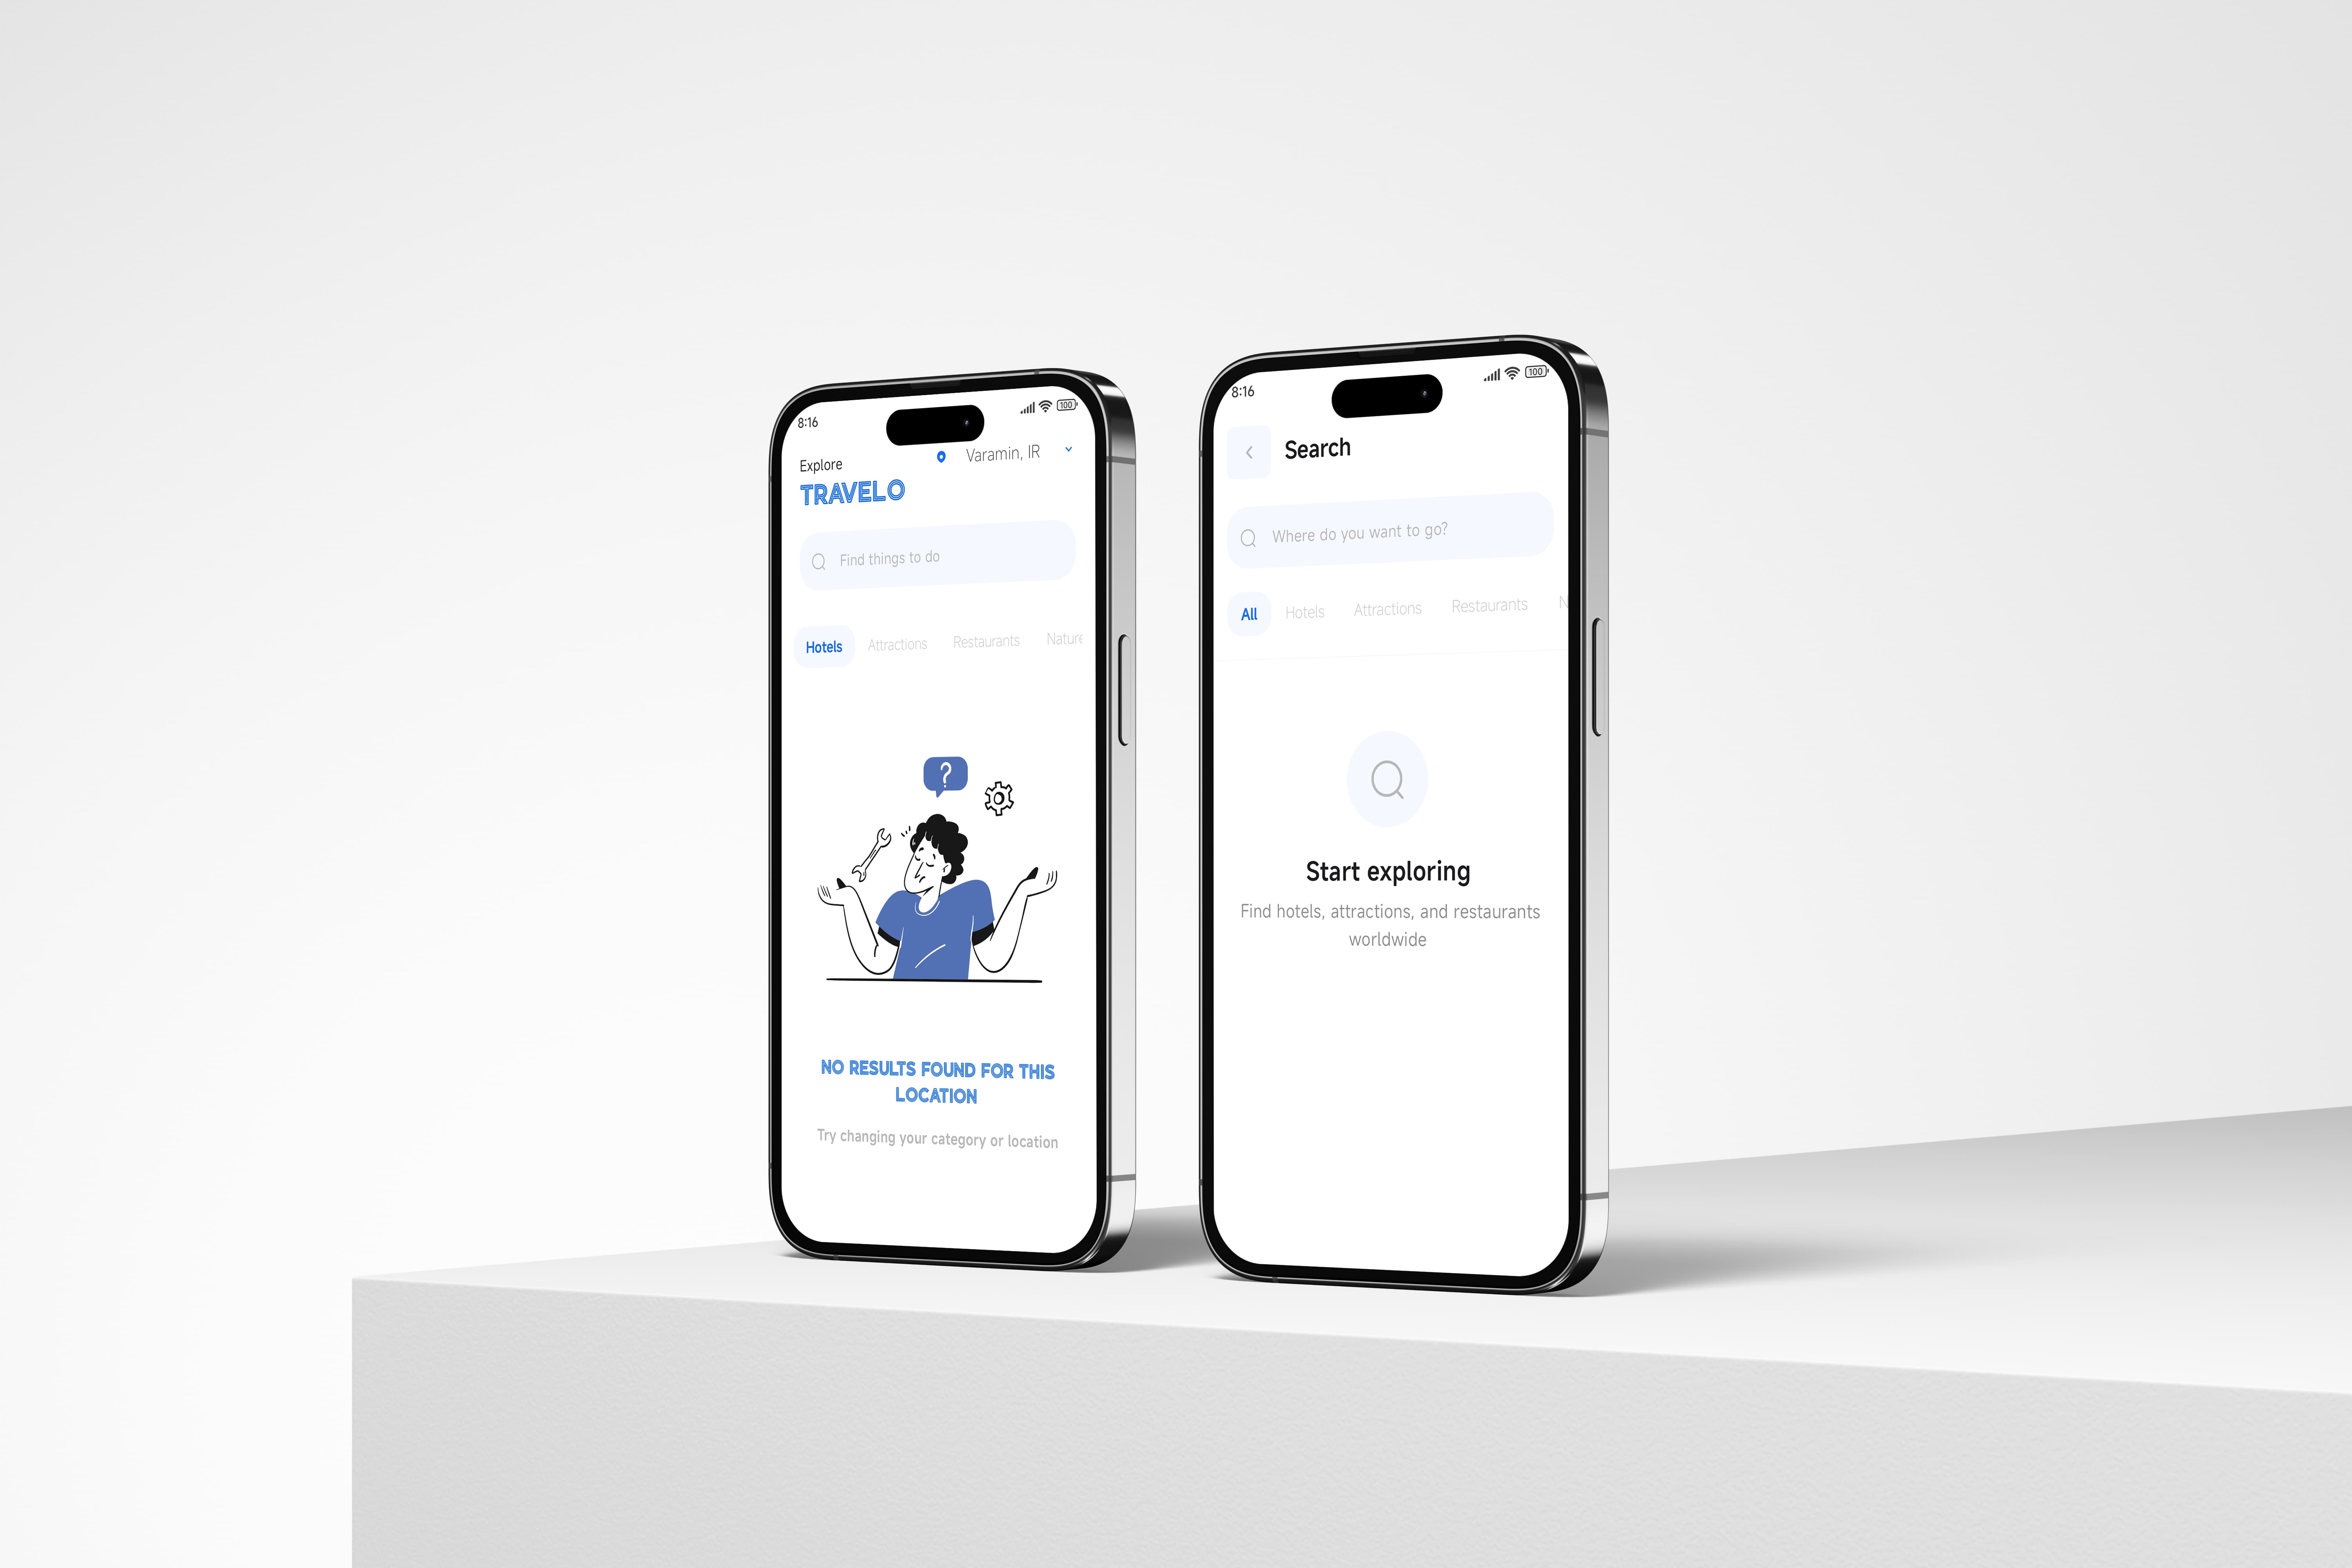 8:16
100
Explore
Varamin, IR
TRAVELO
Find things to do
Hotels Attractions Restaurants Nature
?
NO RESULTS FOUND FOR THIS
LOCATION
Try changing your category or location
8:16
100
Search
Where do you want to go?
All Hotels Attractions Restaurants N
Start exploring
Find hotels, attractions, and restaurants
worldwide